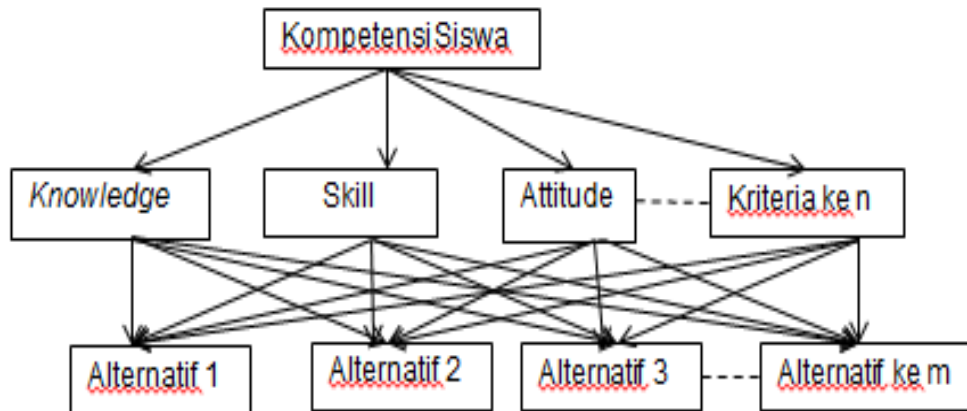 Kompetensi Siswa
Knowledge
Skill
Attitude
Kriteria ke n
Alternatif 1
Alternatif 2
Alternatif 3
Alternatif ke m